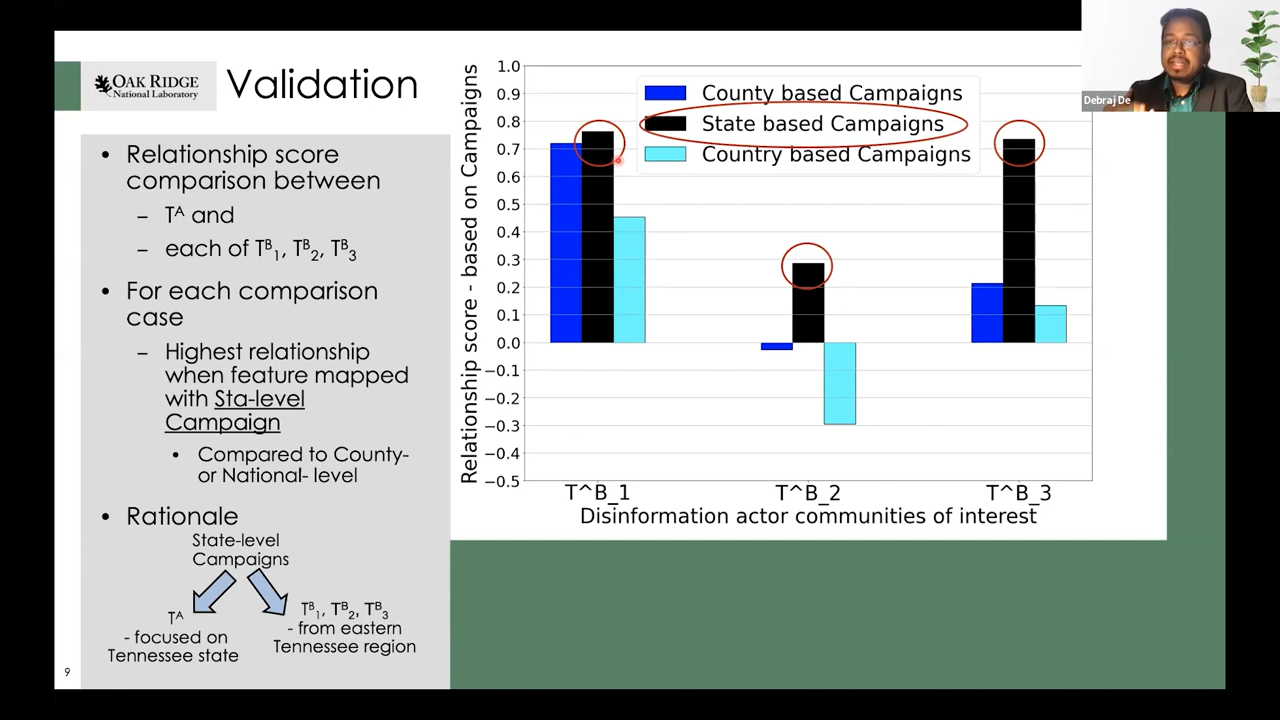 OAK RIDGE
National Laboratory
Validation
• Relationship score
comparison between
– Tᴬ and
– each of Tᴮ₁, Tᴮ₂, Tᴮ₃
• For each comparison
case
– Highest relationship
when feature mapped
with Sta-level
Campaign
• Compared to County-
or National- level
• Rationale
State-level
Campaigns
Tᴬ
- focused on
Tennessee state
Tᴮ₁, Tᴮ₂, Tᴮ₃
- from eastern
Tennessee region
9
Relationship score - based on Campaigns
1.0
0.9
0.8
0.7
0.6
0.5
0.4
0.3
0.2
0.1
0.0
−0.1
−0.2
−0.3
−0.4
−0.5
County based Campaigns
State based Campaigns
Country based Campaigns
T^B_1
T^B_2
T^B_3
Disinformation actor communities of interest
Debraj De